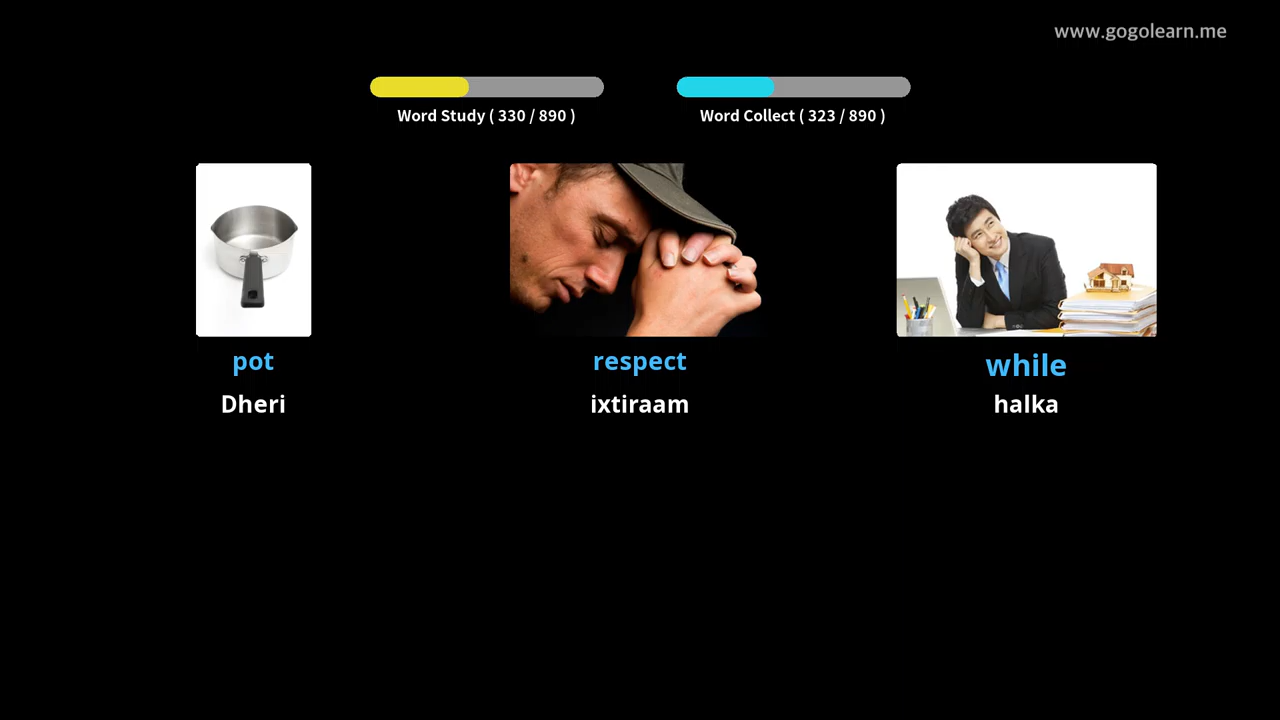 www.gogolearn.me
Word Study ( 330 / 890 )
Word Collect ( 323 / 890 )
pot
respect
while
Dheri
ixtiraam
halka